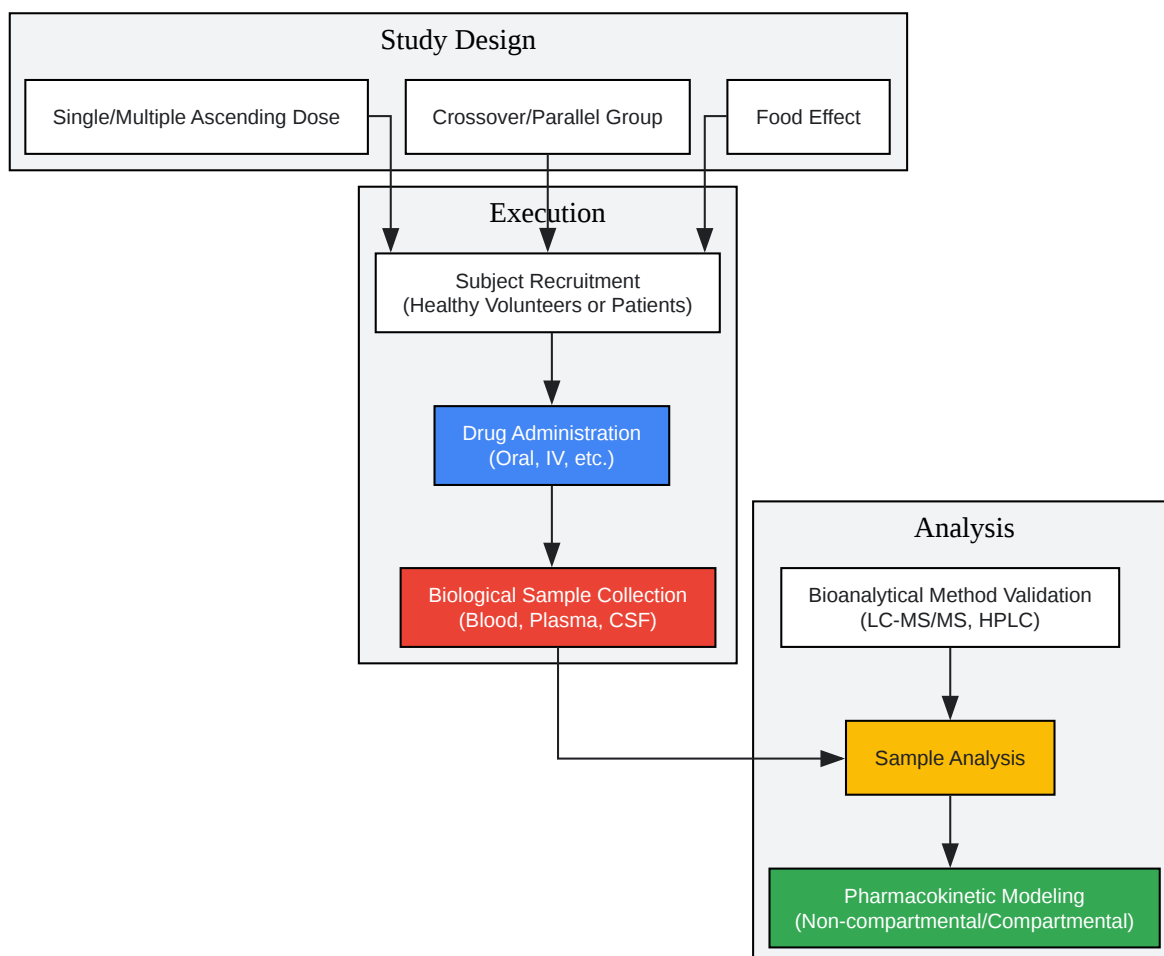 Study Design
Single/Multiple Ascending Dose
Crossover/Parallel Group
Food Effect
Execution
Subject Recruitment
(Healthy Volunteers or Patients)
Drug Administration
(Oral, IV, etc.)
Biological Sample Collection
(Blood, Plasma, CSF)
Analysis
Bioanalytical Method Validation
(LC-MS/MS, HPLC)
Sample Analysis
Pharmacokinetic Modeling
(Non-compartmental/Compartmental)